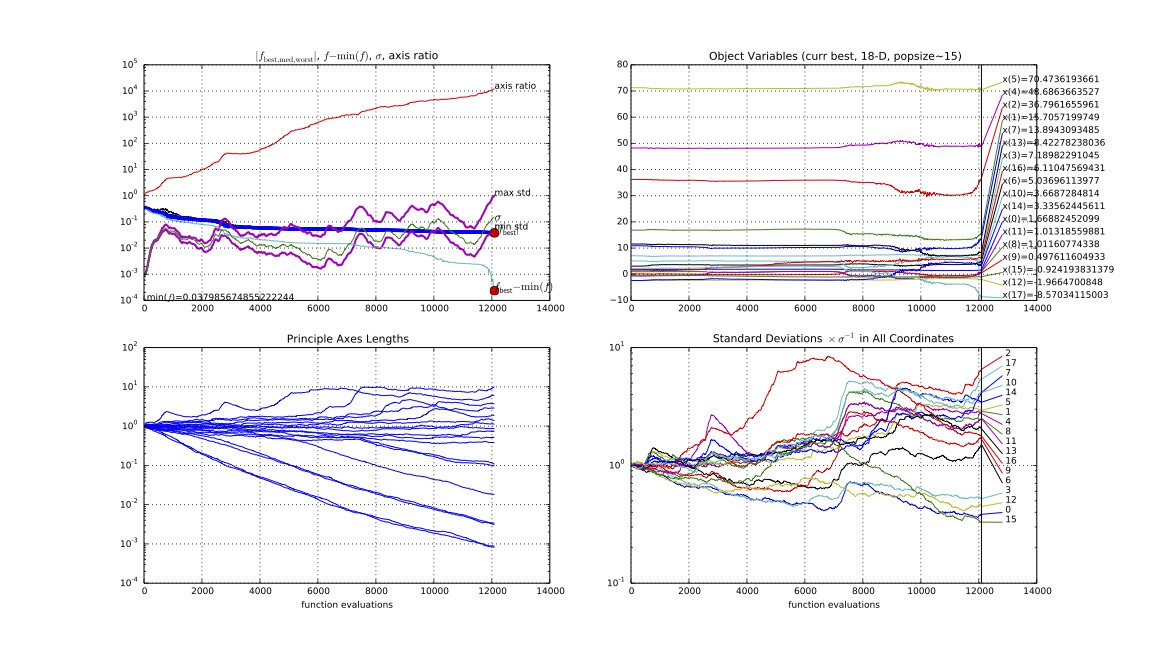 |f_best,med,worst|, f−min(f), σ, axis ratio
10^5
10^4
10^3
10^2
10^1
10^0
10^-1
10^-2
10^-3
10^-4
axis ratio
max std
σ
min std
f_best
f_best−min(f)
min(f)=0.037985674855222244
0 2000 4000 6000 8000 10000 12000 14000
Object Variables (curr best, 18-D, popsize~15)
80
70
60
50
40
30
20
10
0
−10
x(5)=70.4736193661
x(4)=48.6863663527
x(2)=36.7961655961
x(1)=15.7057199749
x(7)=13.8943093485
x(13)=8.42278238036
x(3)=7.18982291045
x(16)=6.11047569431
x(6)=5.03696113977
x(10)=3.6687284814
x(14)=3.33562445611
x(0)=1.66882452099
x(11)=1.01318559881
x(8)=1.01160774338
x(9)=0.497611604933
x(15)=-0.924193831379
x(12)=-1.9664700848
x(17)=-8.57034115003
0 2000 4000 6000 8000 10000 12000 14000
Principle Axes Lengths
10^2
10^1
10^0
10^-1
10^-2
10^-3
10^-4
0 2000 4000 6000 8000 10000 12000 14000
function evaluations
Standard Deviations ×σ^−1 in All Coordinates
10^1
10^0
10^-1
2
17
7
10
14
5
1
4
8
11
13
16
9
6
3
12
0
15
0 2000 4000 6000 8000 10000 12000 14000
function evaluations